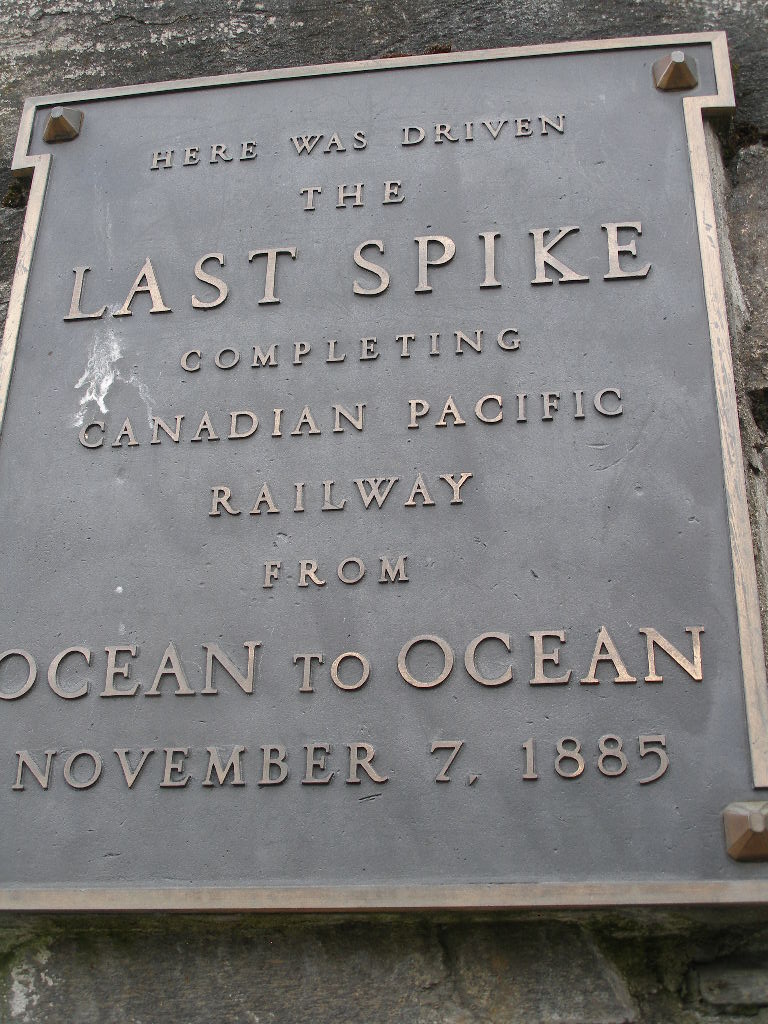 HERE WAS DRIVEN
THE
LAST SPIKE
COMPLETING
CANADIAN PACIFIC
RAILWAY
FROM
OCEAN TO OCEAN
NOVEMBER 7, 1885